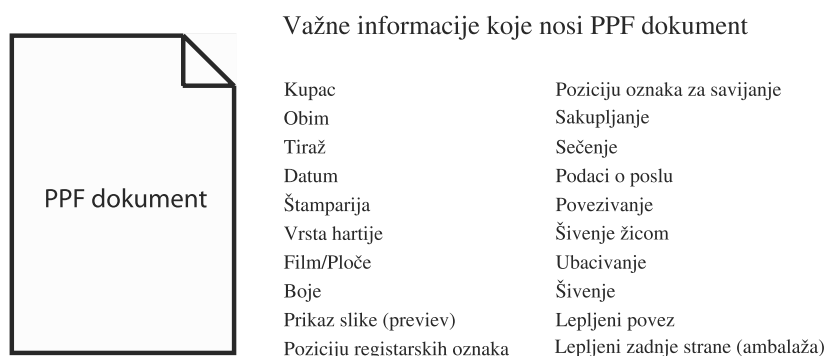 Važne informacije koje nosi PPF dokument
PPF dokument
Kupac
Obim
Tiraž
Datum
Štamparija
Vrsta hartije
Film/Ploče
Boje
Prikaz slike (previev)
Poziciju registarskih oznaka
Poziciju oznaka za savijanje
Sakupljanje
Sečenje
Podaci o poslu
Povezivanje
Šivenje žicom
Ubacivanje
Šivenje
Lepljeni povez
Lepljeni zadnje strane (ambalaža)